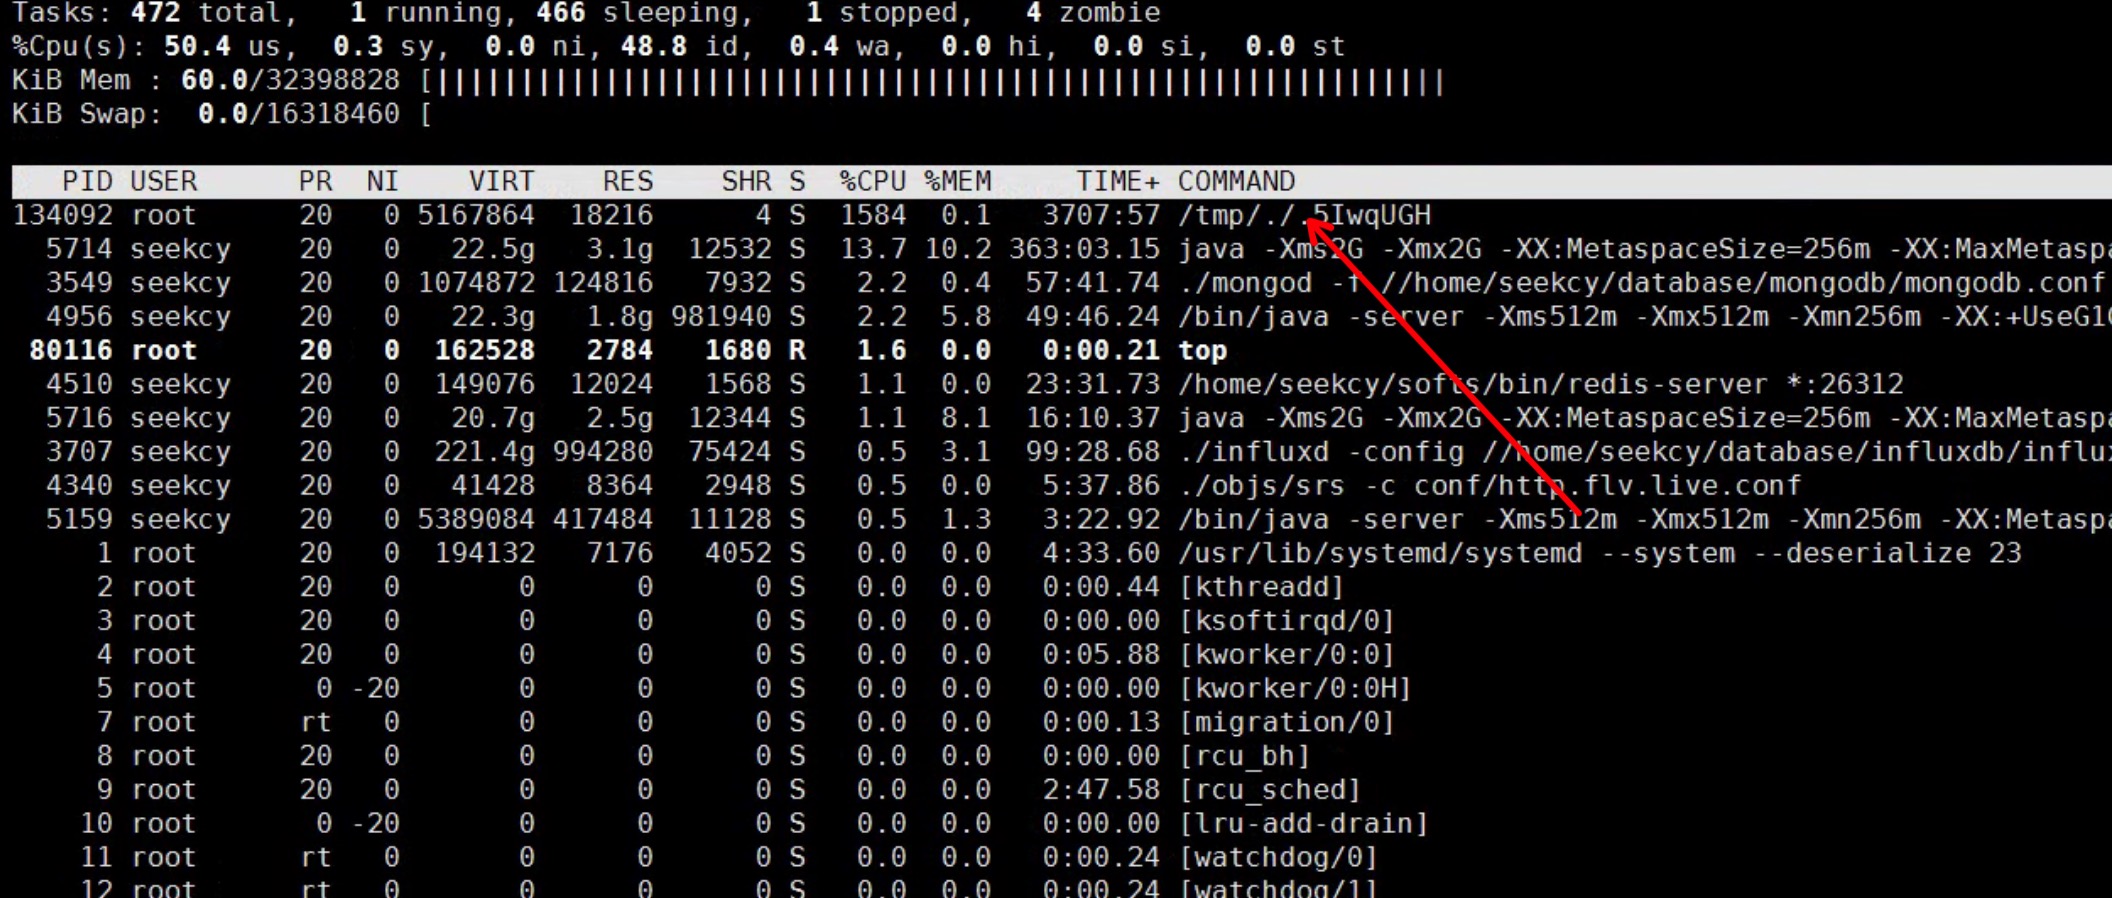 Tasks: 472 total,   1 running, 466 sleeping,   1 stopped,   4 zombie
%Cpu(s): 50.4 us,  0.3 sy,  0.0 ni, 48.8 id,  0.4 wa,  0.0 hi,  0.0 si,  0.0 st
KiB Mem : 60.0/32398828 [||||||||||||||||||||||||||||||||||||||||||||||||||||||||||||
KiB Swap:  0.0/16318460 [
PID USER PR NI VIRT RES SHR S %CPU %MEM TIME+ COMMAND
134092 root 20 0 5167864 18216 4 S 1584 0.1 3707:57 /tmp/./.5IwqUGH
5714 seekcy 20 0 22.5g 3.1g 12532 S 13.7 10.2 363:03.15 java -Xms2G -Xmx2G -XX:MetaspaceSize=256m -XX:MaxMetaspa
3549 seekcy 20 0 1074872 124816 7932 S 2.2 0.4 57:41.74 ./mongod -f //home/seekcy/database/mongodb/mongodb.conf
4956 seekcy 20 0 22.3g 1.8g 981940 S 2.2 5.8 49:46.24 /bin/java -server -Xms512m -Xmx512m -Xmn256m -XX:+UseG1G
80116 root 20 0 162528 2784 1680 R 1.6 0.0 0:00.21 top
4510 seekcy 20 0 149076 12024 1568 S 1.1 0.0 23:31.73 /home/seekcy/softs/bin/redis-server *:26312
5716 seekcy 20 0 20.7g 2.5g 12344 S 1.1 8.1 16:10.37 java -Xms2G -Xmx2G -XX:MetaspaceSize=256m -XX:MaxMetaspa
3707 seekcy 20 0 221.4g 994280 75424 S 0.5 3.1 99:28.68 ./influxd -config //home/seekcy/database/influxdb/influx
4340 seekcy 20 0 41428 8364 2948 S 0.5 0.0 5:37.86 ./objs/srs -c conf/http.flv.live.conf
5159 seekcy 20 0 5389084 417484 11128 S 0.5 1.3 3:22.92 /bin/java -server -Xms512m -Xmx512m -Xmn256m -XX:Metaspa
1 root 20 0 194132 7176 4052 S 0.0 0.0 4:33.60 /usr/lib/systemd/systemd --system --deserialize 23
2 root 20 0 0 0 0 S 0.0 0.0 0:00.44 [kthreadd]
3 root 20 0 0 0 0 S 0.0 0.0 0:00.00 [ksoftirqd/0]
4 root 20 0 0 0 0 S 0.0 0.0 0:05.88 [kworker/0:0]
5 root 0 -20 0 0 0 S 0.0 0.0 0:00.00 [kworker/0:0H]
7 root rt 0 0 0 0 S 0.0 0.0 0:00.13 [migration/0]
8 root 20 0 0 0 0 S 0.0 0.0 0:00.00 [rcu_bh]
9 root 20 0 0 0 0 S 0.0 0.0 2:47.58 [rcu_sched]
10 root 0 -20 0 0 0 S 0.0 0.0 0:00.00 [lru-add-drain]
11 root rt 0 0 0 0 S 0.0 0.0 0:00.24 [watchdog/0]
12 root rt 0 0 0 0 S 0.0 0.0 0:00.24 [watchdog/1]